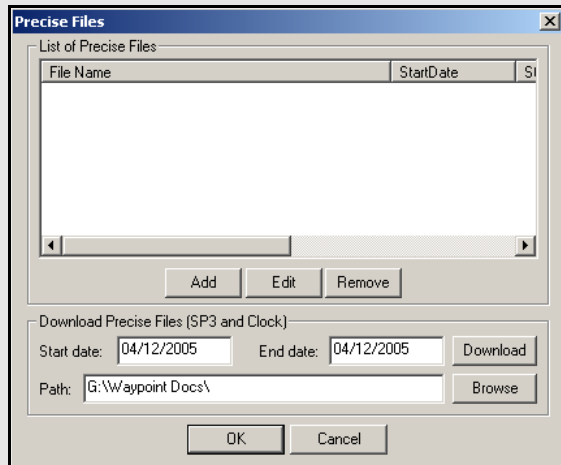 Precise Files
List of Precise Files
File Name StartDate
Add Edit Remove
Download Precise Files (SP3 and Clock)
Start date: 04/12/2005 End date: 04/12/2005 Download
Path: G:\Waypoint Docs\ Browse
OK Cancel